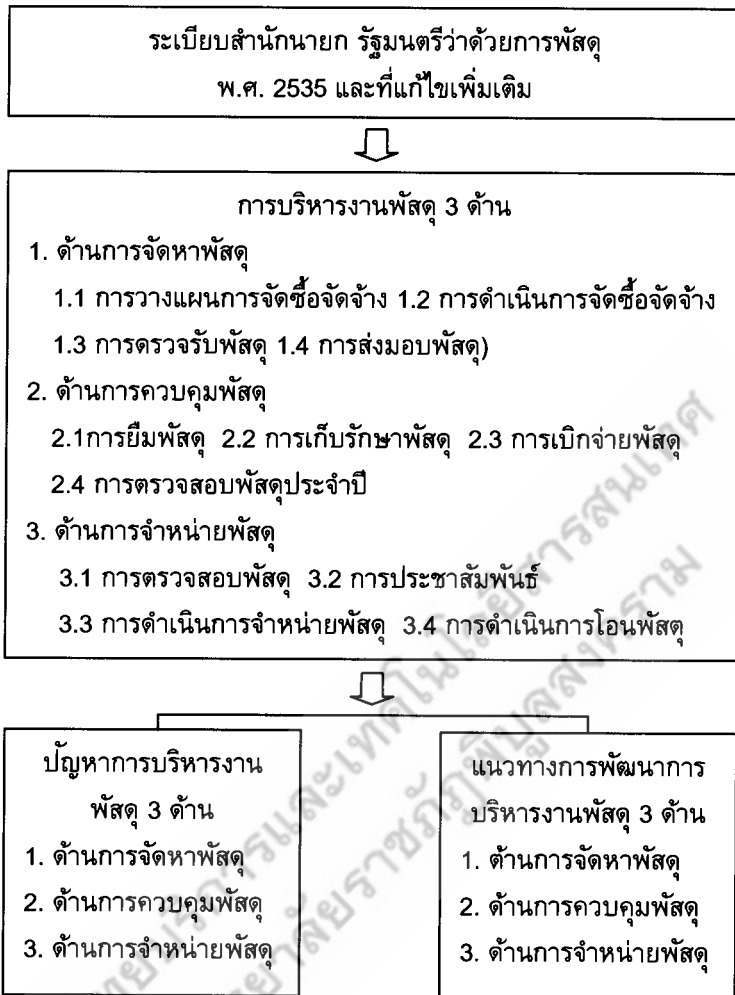 ระเบียบสำนักนายก รัฐมนตรีว่าด้วยการพัสดุ
พ.ศ. 2535 และที่แก้ไขเพิ่มเติม
การบริหารงานพัสดุ 3 ด้าน
1. ด้านการจัดหาพัสดุ
1.1 การวางแผนการจัดซื้อจัดจ้าง 1.2 การดำเนินการจัดซื้อจัดจ้าง
1.3 การตรวจรับพัสดุ 1.4 การส่งมอบพัสดุ)
2. ด้านการควบคุมพัสดุ
2.1การยืมพัสดุ 2.2 การเก็บรักษาพัสดุ 2.3 การเบิกจ่ายพัสดุ
2.4 การตรวจสอบพัสดุประจำปี
3. ด้านการจำหน่ายพัสดุ
3.1 การตรวจสอบพัสดุ 3.2 การประชาสัมพันธ์
3.3 การดำเนินการจำหน่ายพัสดุ 3.4 การดำเนินการโอนพัสดุ
ปัญหาการบริหารงาน
พัสดุ 3 ด้าน
1. ด้านการจัดหาพัสดุ
2. ด้านการควบคุมพัสดุ
3. ด้านการจำหน่ายพัสดุ
แนวทางการพัฒนาการ
บริหารงานพัสดุ 3 ด้าน
1. ด้านการจัดหาพัสดุ
2. ด้านการควบคุมพัสดุ
3. ด้านการจำหน่ายพัสดุ